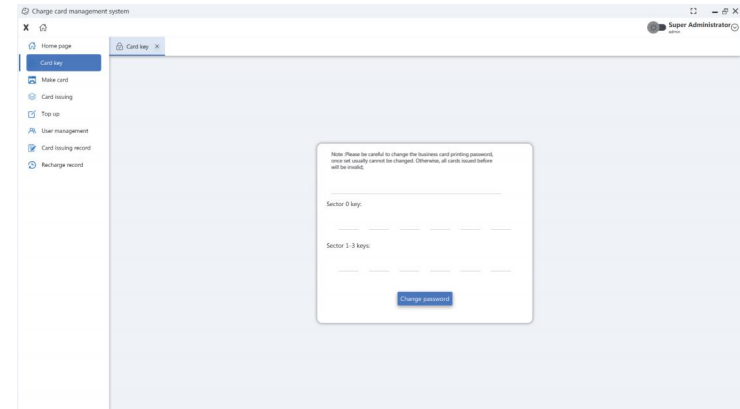 Charge card management system
X
Super Administrator
admin
Home page
Card key ×
Card key
Make card
Card issuing
Top up
User management
Card issuing record
Recharge record
Note :Please be careful to change the business card printing password,
once set usually cannot be changed. Otherwise, all cards issued before
will be invalid;
Sector 0 key:
Sector 1-3 keys:
Change password